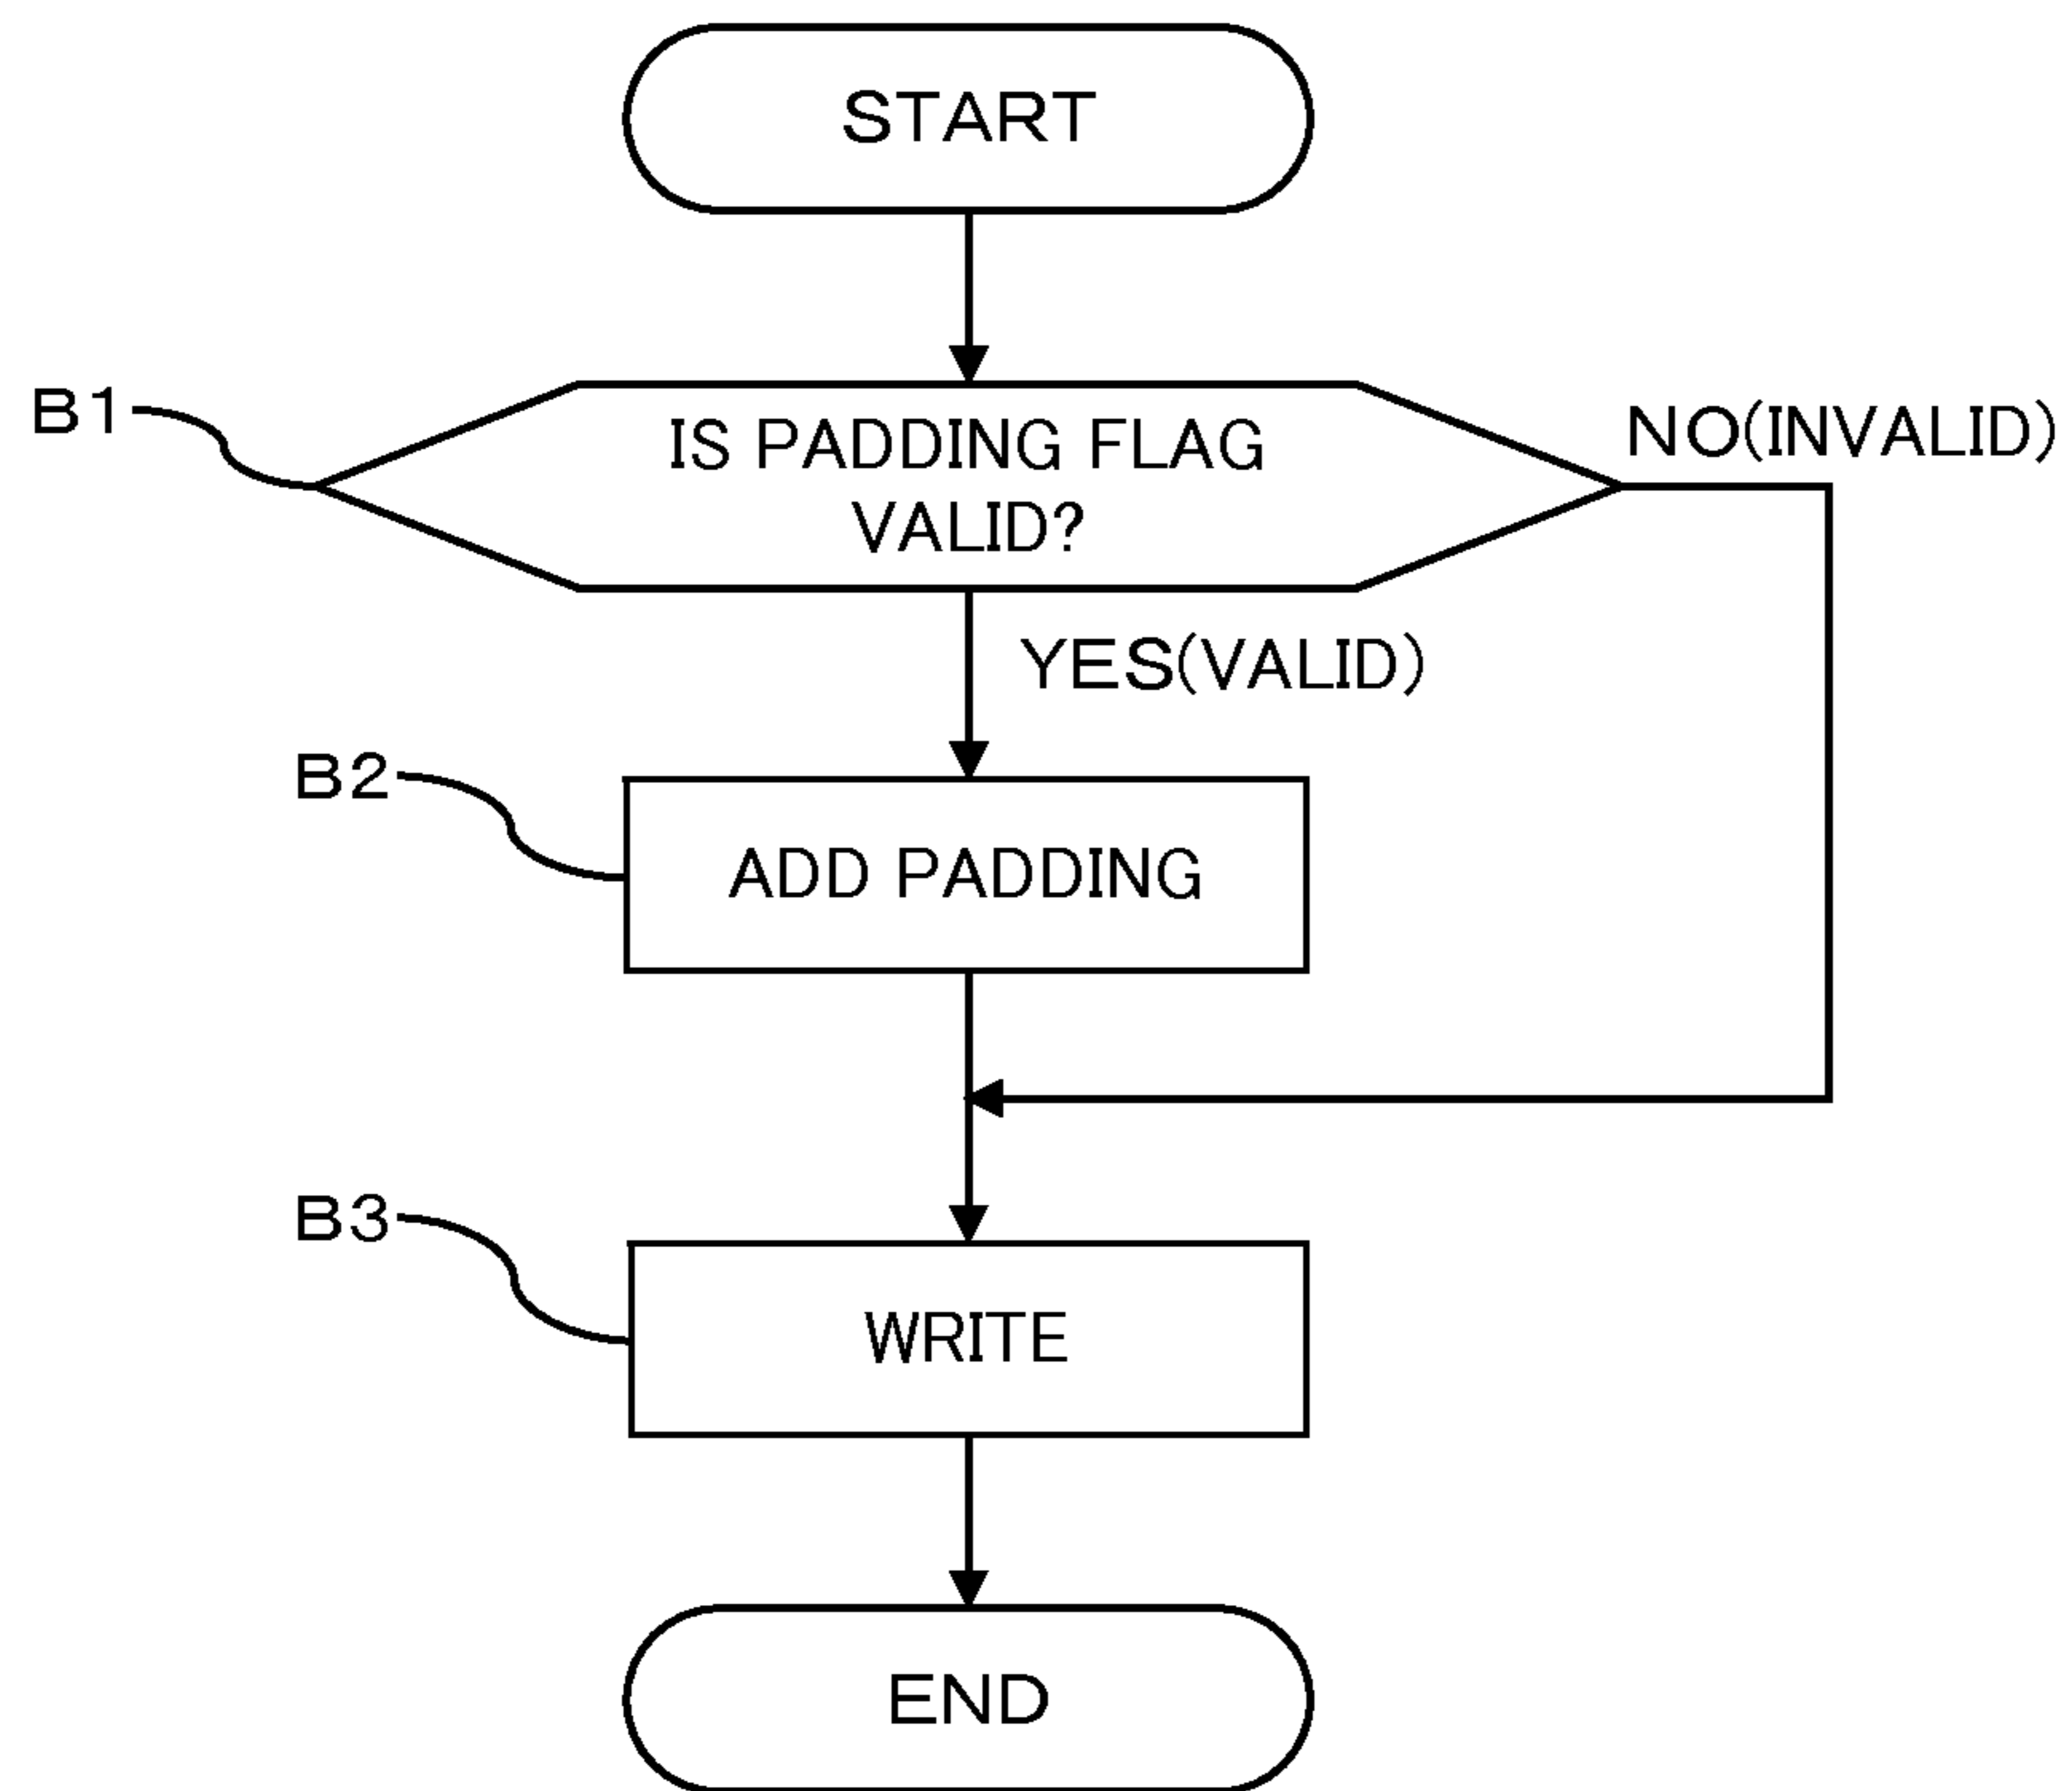 START
B1
IS PADDING FLAG
VALID?
NO(INVALID)
YES(VALID)
B2
ADD PADDING
B3
WRITE
END